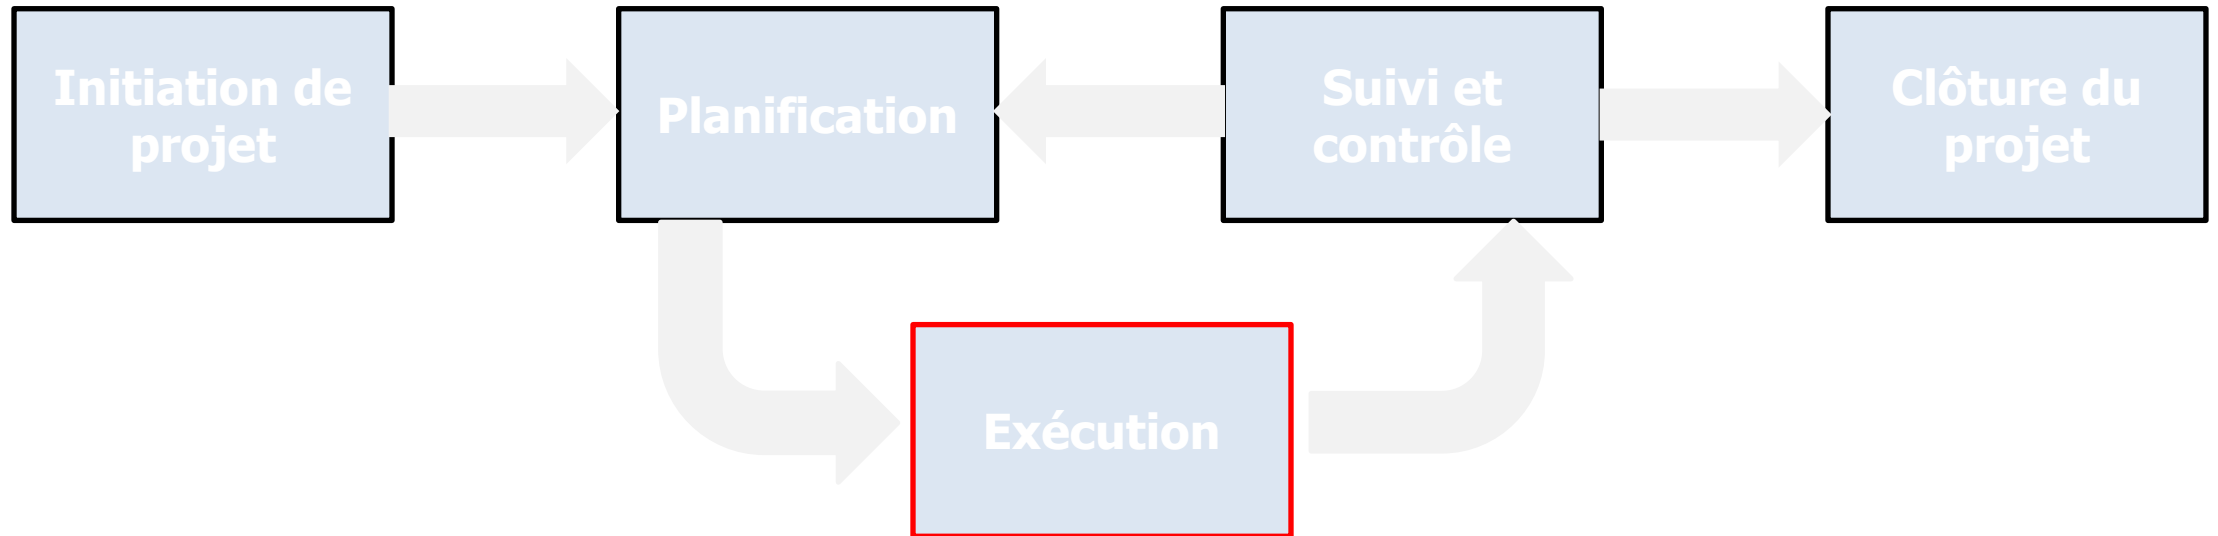 Initiation de
projet
Planification
Suivi et
contrôle
Clôture du
projet
Exécution